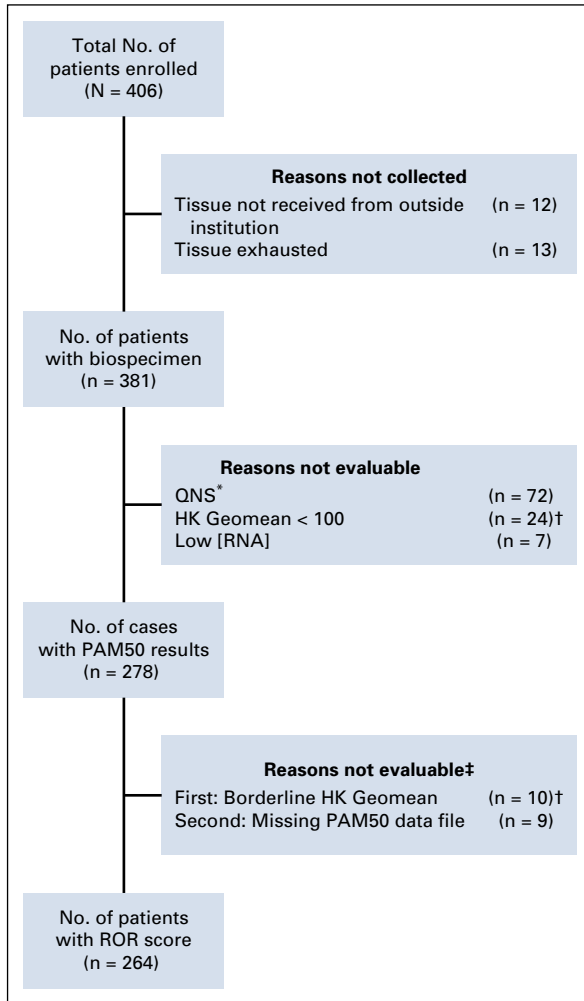 Total No. of
patients enrolled
(N = 406)
Reasons not collected
Tissue not received from outside (n = 12)
institution
Tissue exhausted (n = 13)
No. of patients
with biospecimen
(n = 381)
Reasons not evaluable
QNS* (n = 72)
HK Geomean < 100 (n = 24)†
Low [RNA] (n = 7)
No. of cases
with PAM50 results
(n = 278)
Reasons not evaluable‡
First: Borderline HK Geomean (n = 10)†
Second: Missing PAM50 data file (n = 9)
No. of patients
with ROR score
(n = 264)